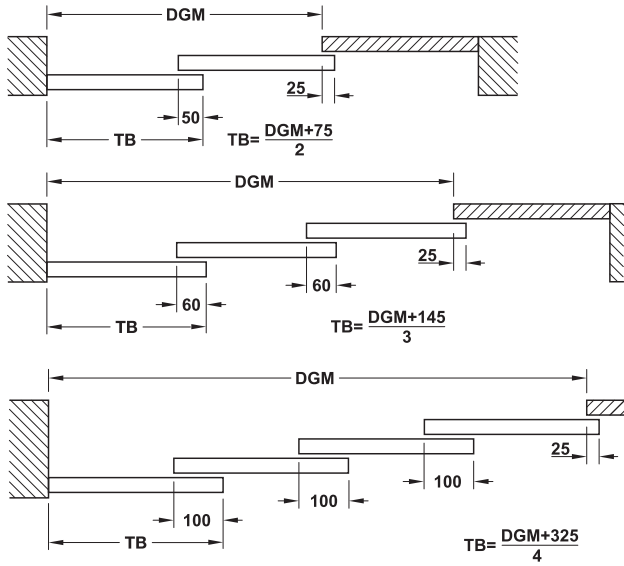 DGM
25
50
TB
TB= DGM+75
2
DGM
25
60
60
TB
TB= DGM+145
3
DGM
25
100
100
100
TB
TB= DGM+325
4